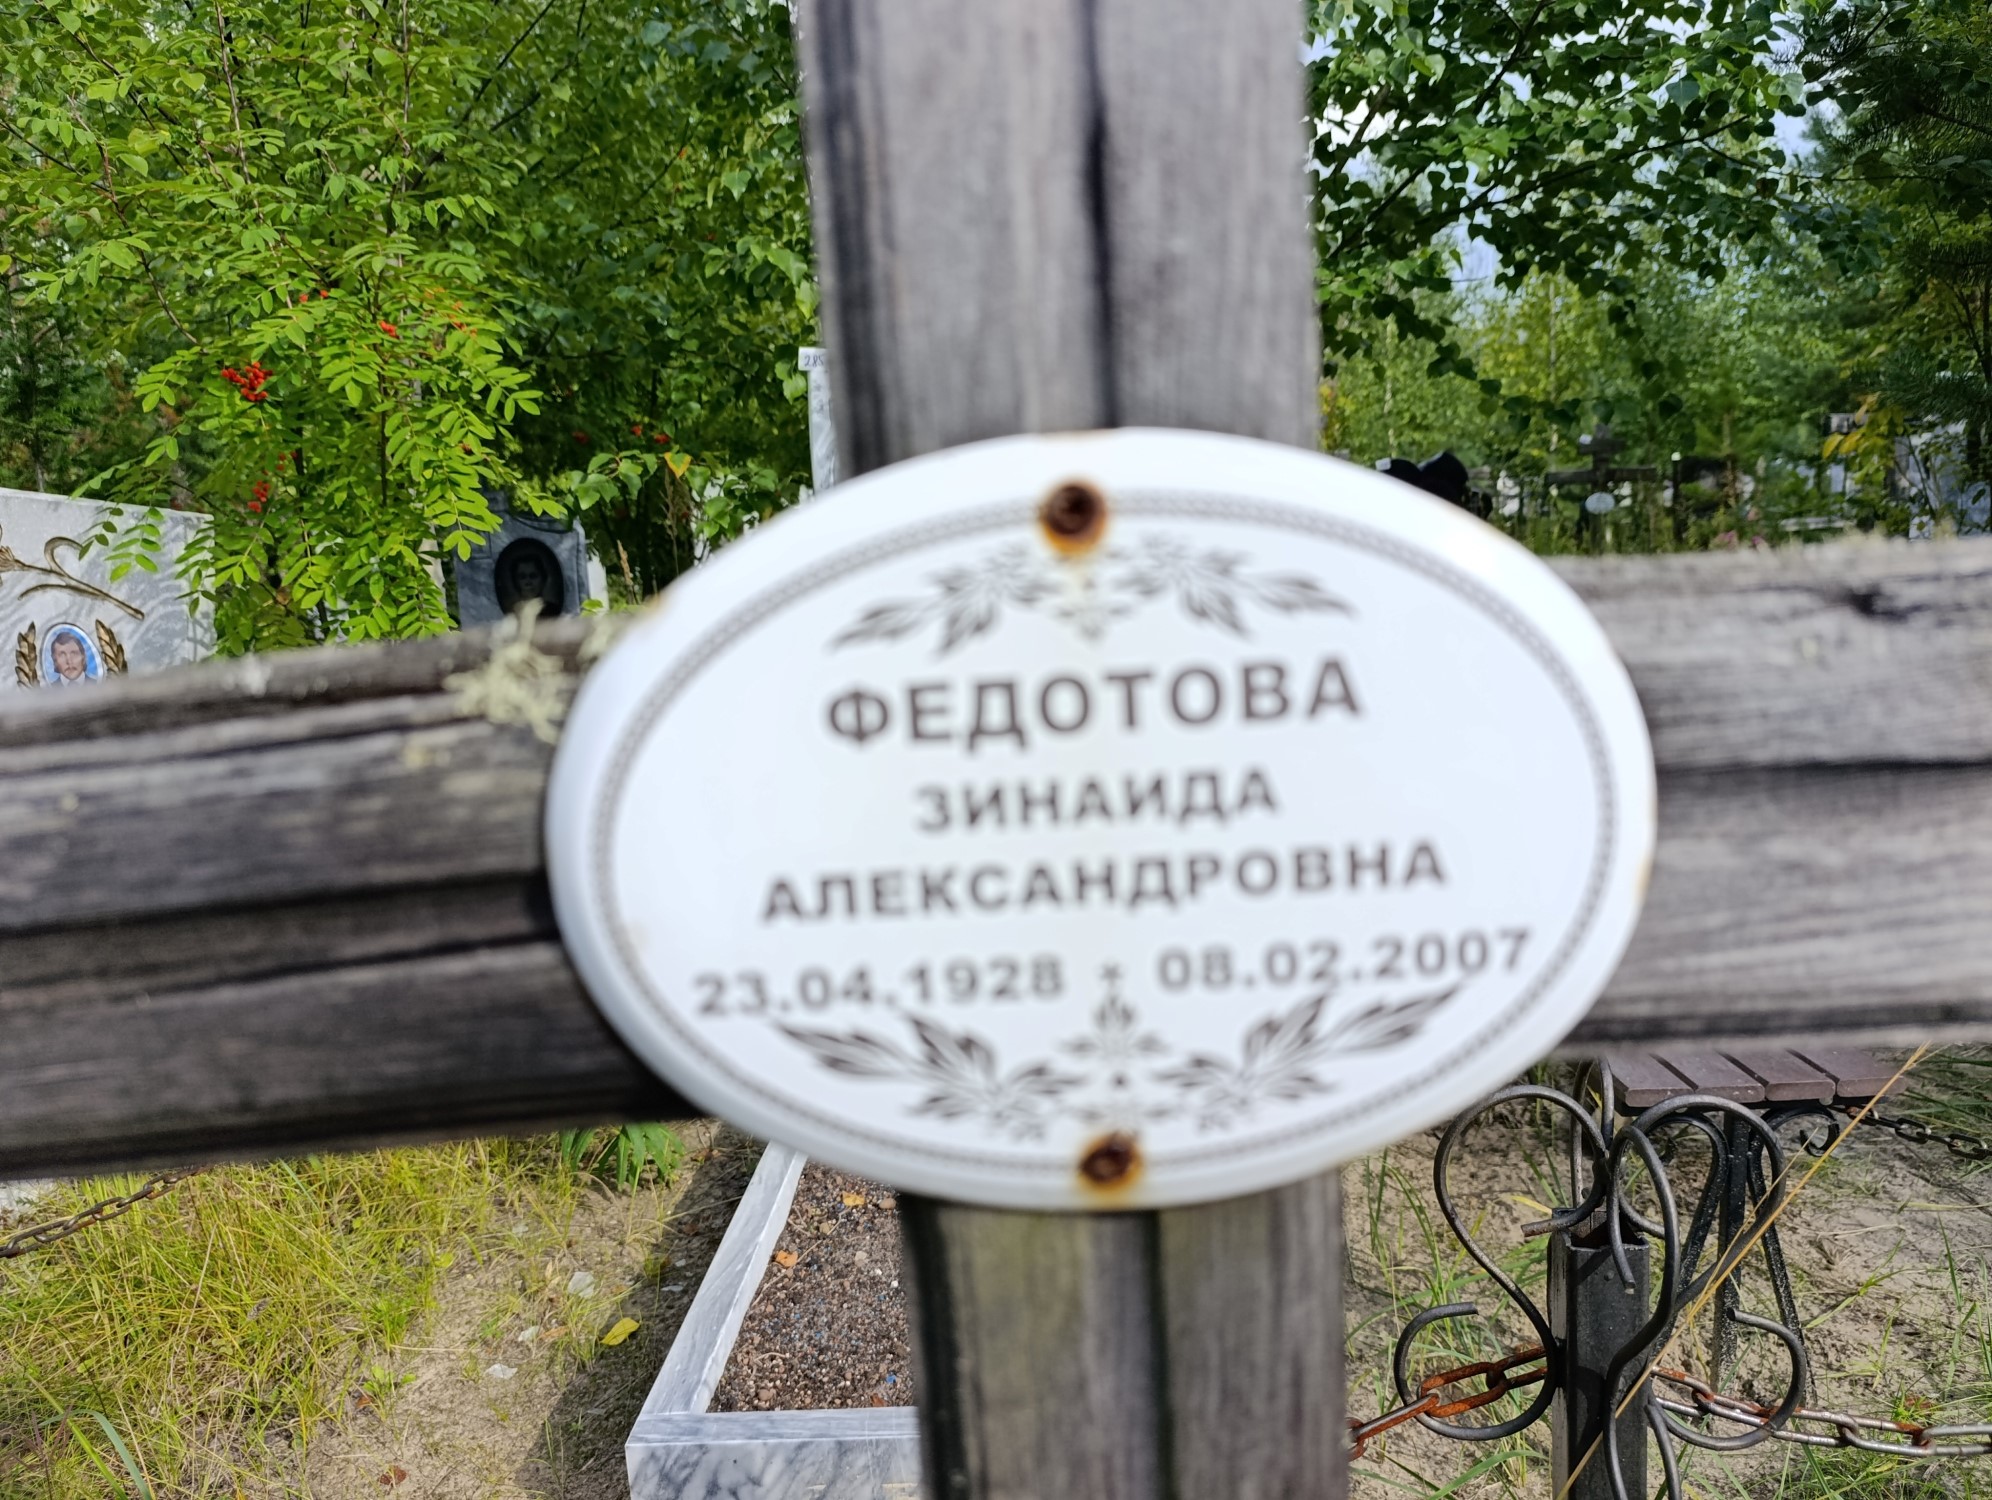 ФЕДОТОВА
ЗИНАИДА
АЛЕКСАНДРОВНА
23.04.1928 * 08.02.2007